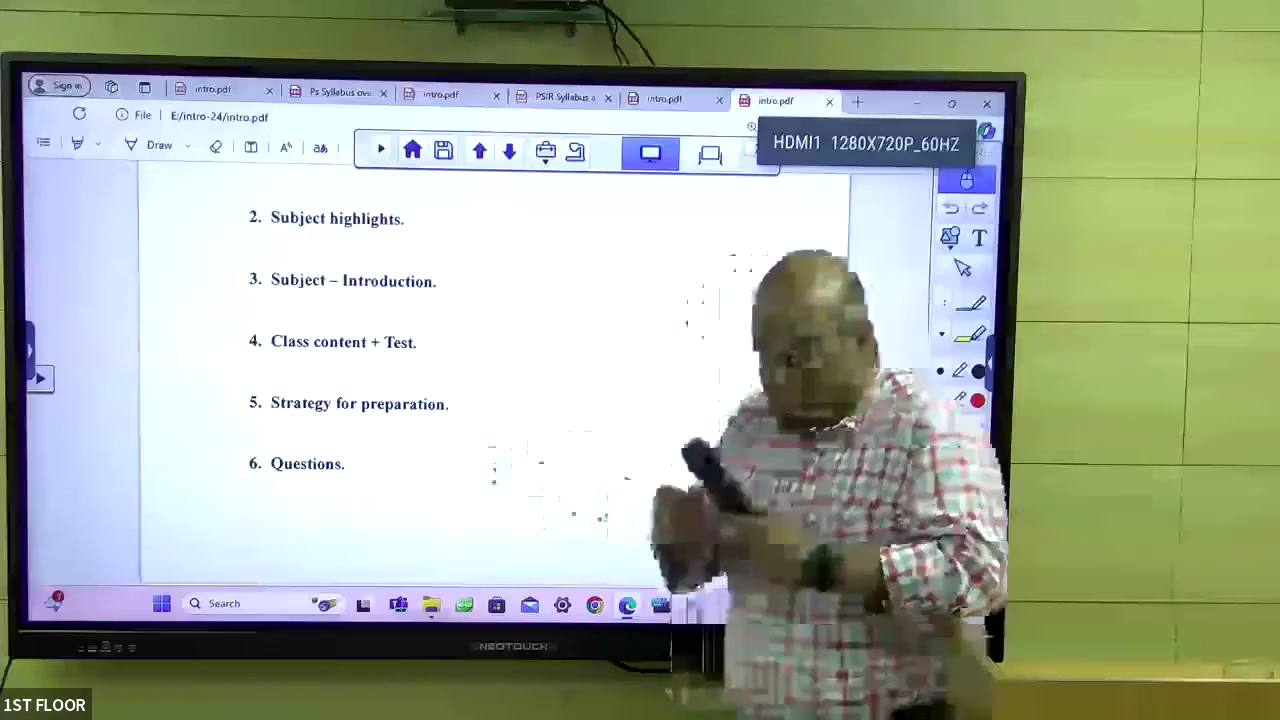 Sign in
intro.pdf
Ps Syllabus ove
intro.pdf
PSIR Syllabus o
intro.pdf
intro.pdf
File
E:/intro-24/intro.pdf
HDMI1 1280X720P_60HZ
Draw
2. Subject highlights.
3. Subject – Introduction.
4. Class content + Test.
5. Strategy for preparation.
6. Questions.
Search
NEOTOUCH
1ST FLOOR